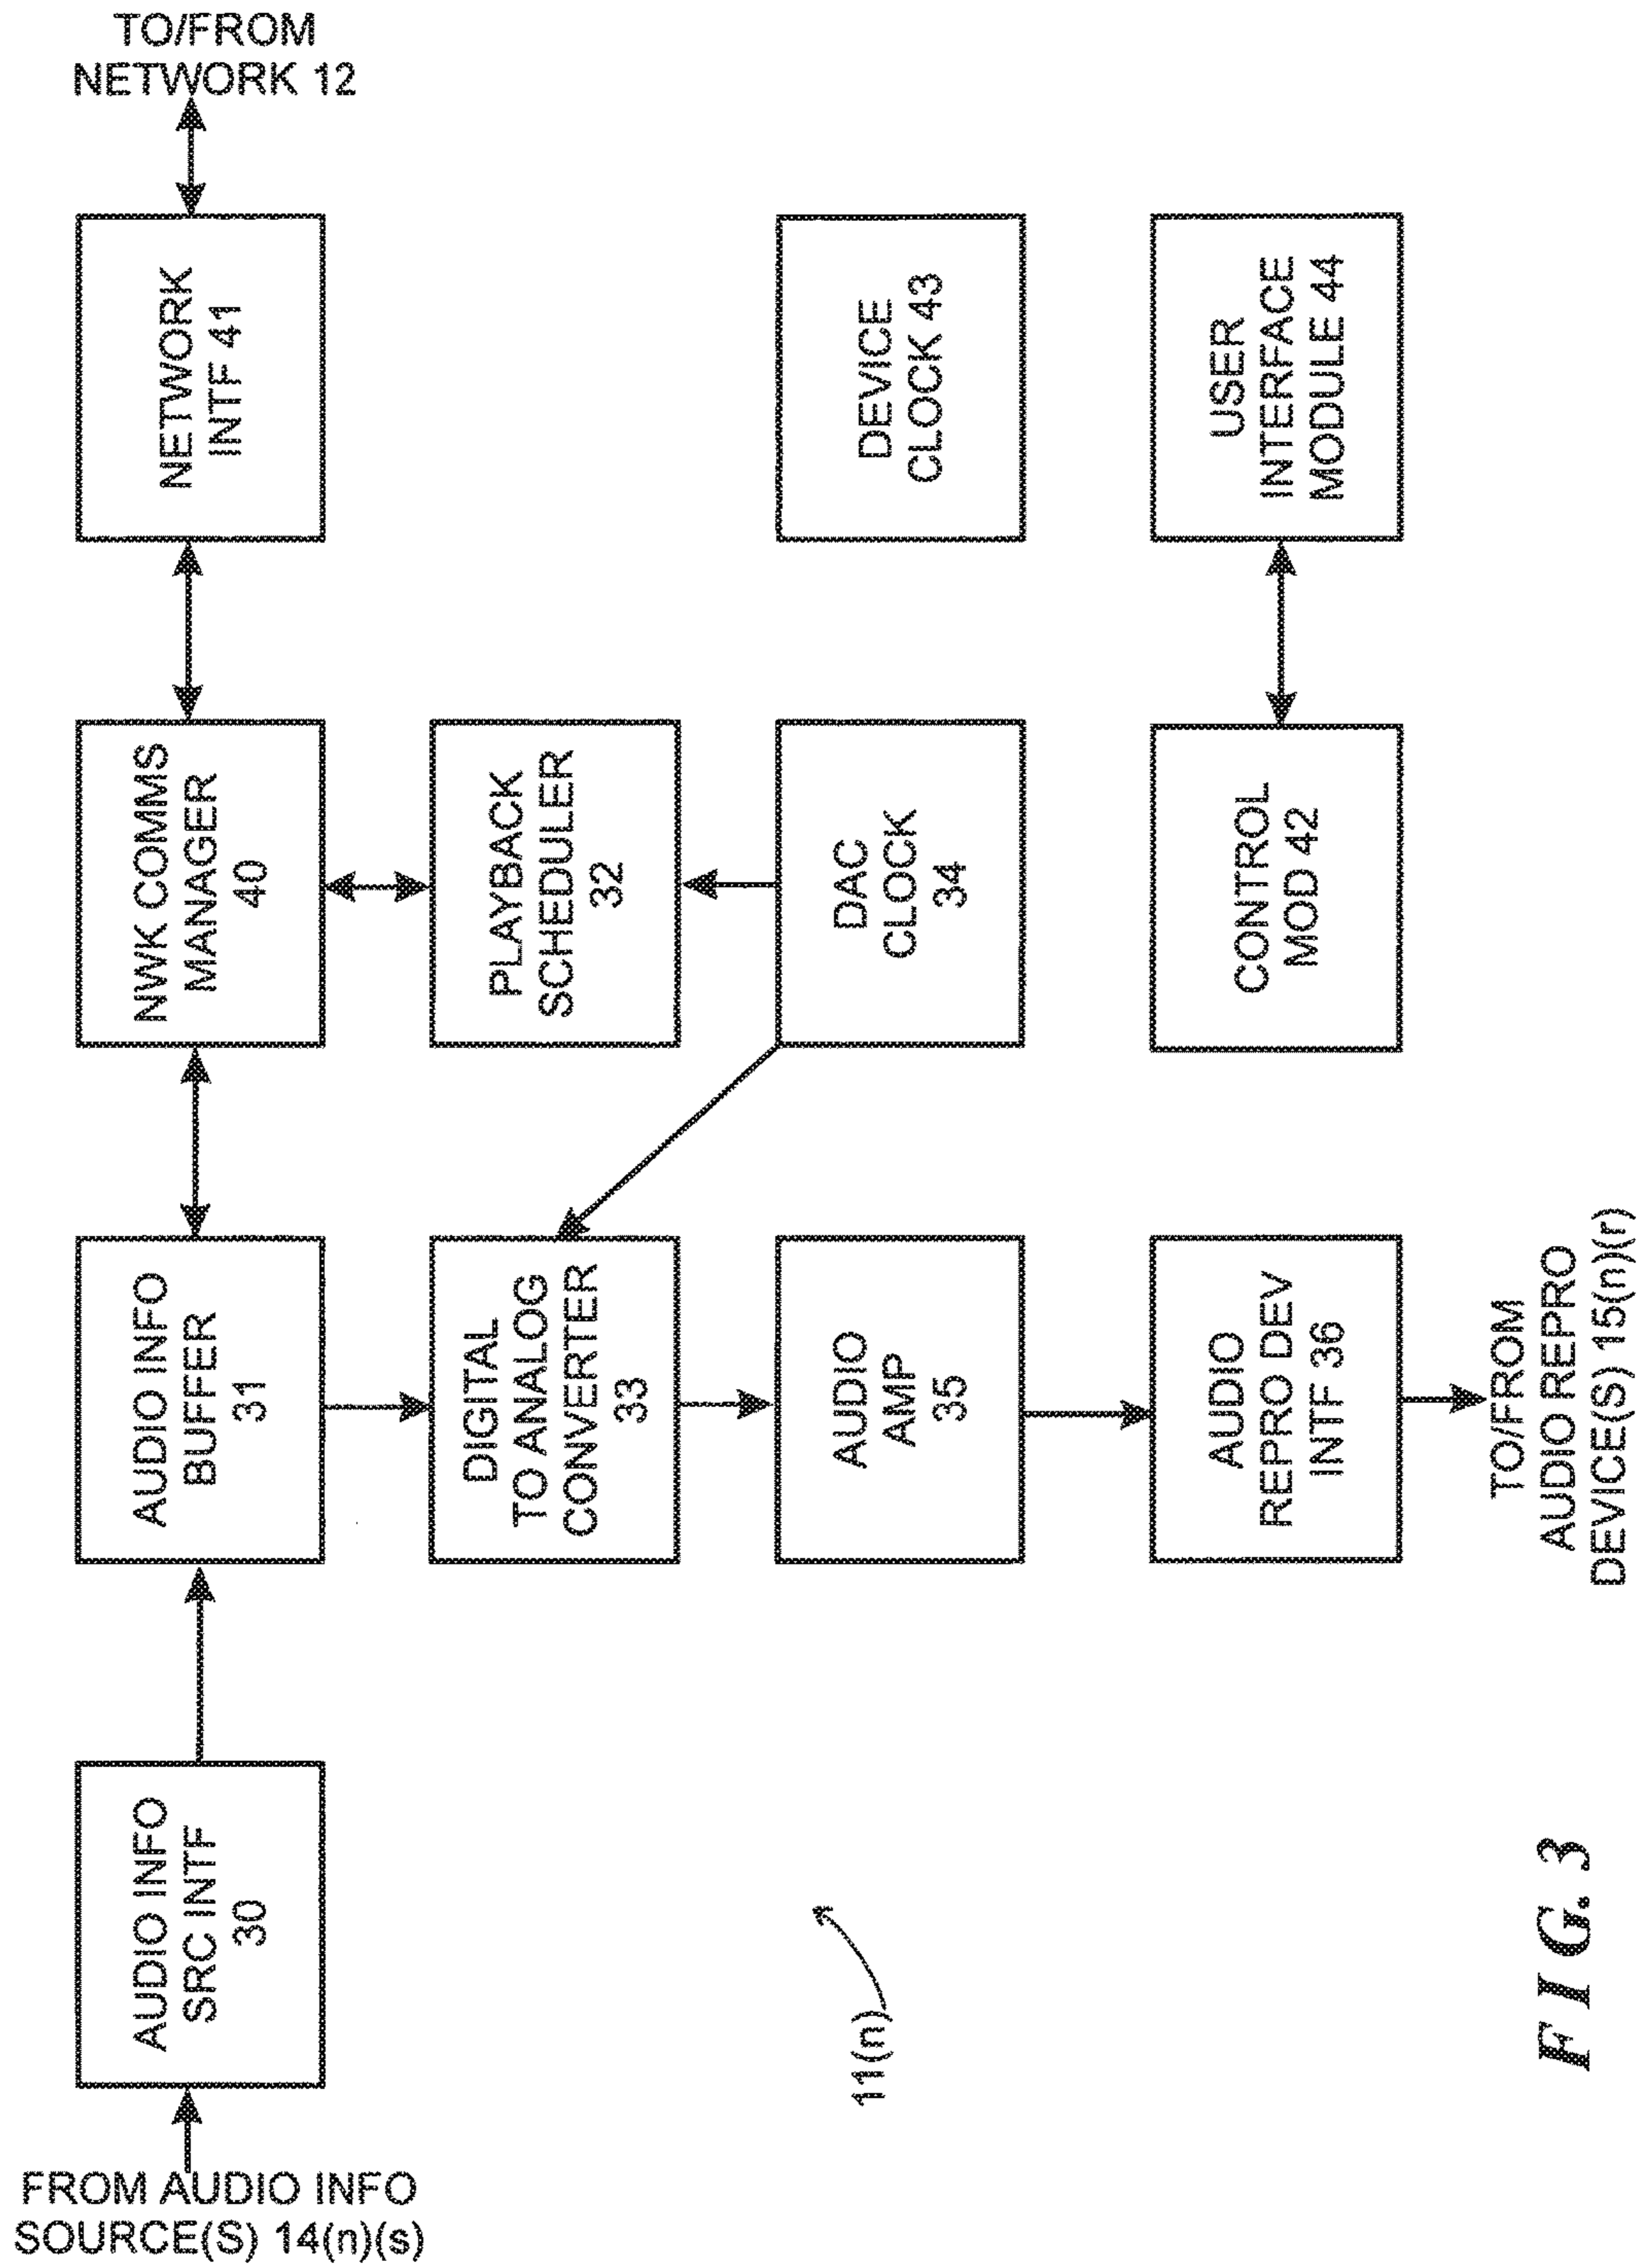 TO/FROM
NETWORK 12
NETWORK
INTF 41
DEVICE
CLOCK 43
USER
INTERFACE
MODULE 44
NWK COMMS
MANAGER
40
PLAYBACK
SCHEDULER
32
DAC
CLOCK
34
CONTROL
MOD 42
AUDIO INFO
BUFFER
31
DIGITAL
TO ANALOG
CONVERTER
33
AUDIO
AMP
35
AUDIO
REPRO DEV
INTF 36
TO/FROM
AUDIO REPRO
DEVICE(S) 15(n)(r)
AUDIO INFO
SRC INTF
30
11(n)
FROM AUDIO INFO
SOURCE(S) 14(n)(s)
FIG. 3